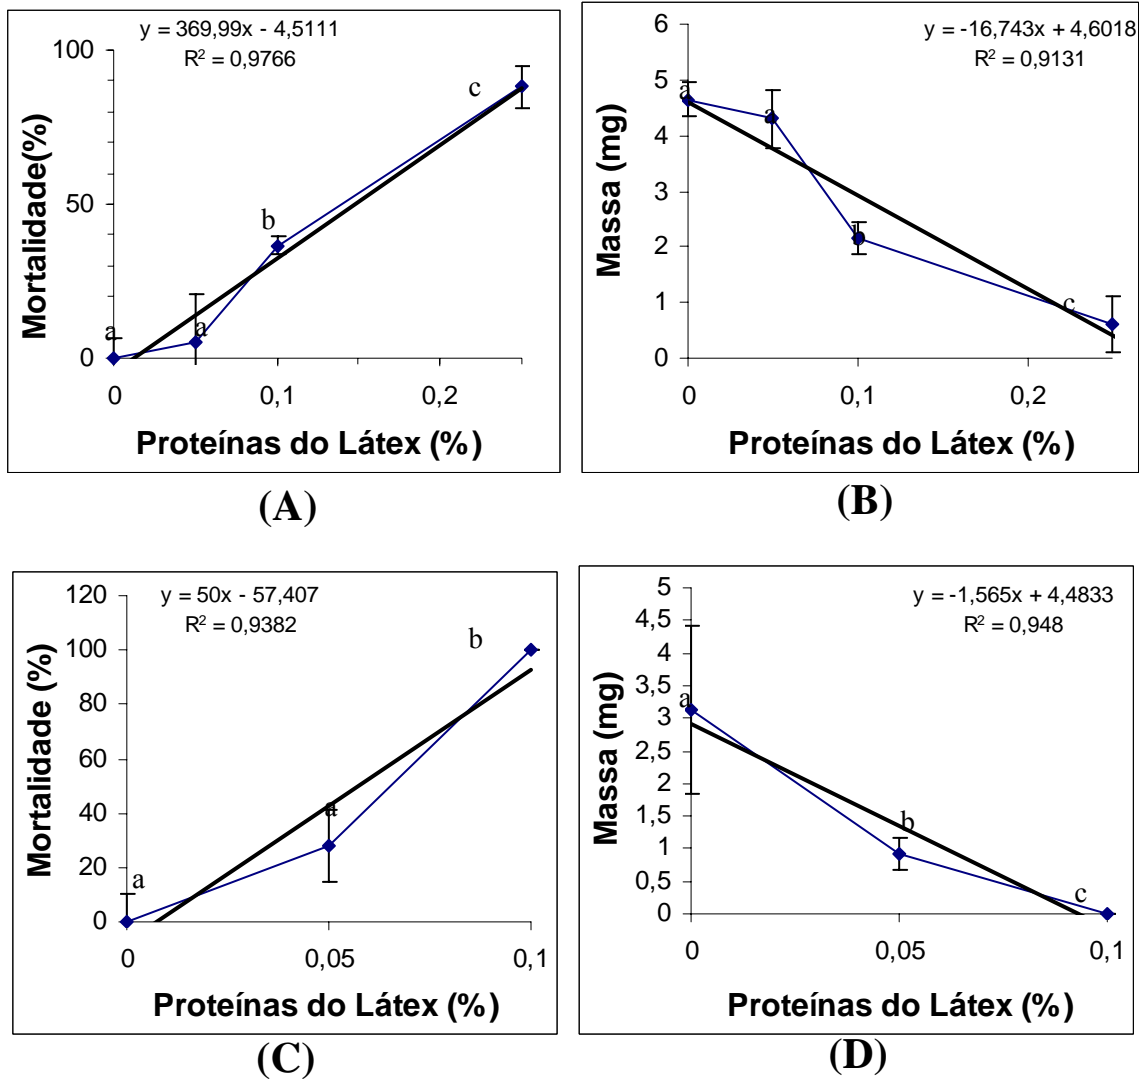 y = 369,99x - 4,5111
R² = 0,9766
100
50
0
Mortalidade(%)
a
a
b
c
0
0,1
0,2
Proteínas do Látex (%)
(A)
y = -16,743x + 4,6018
R² = 0,9131
6
5
4
3
2
1
0
Massa (mg)
a
a
b
c
0
0,1
0,2
Proteínas do Látex (%)
(B)
y = 50x - 57,407
R² = 0,9382
120
100
80
60
40
20
0
Mortalidade (%)
a
a
b
0
0,05
0,1
Proteínas do Látex (%)
(C)
y = -1,565x + 4,4833
R² = 0,948
5
4,5
4
3,5
3
2,5
2
1,5
1
0,5
0
Massa (mg)
a
b
c
0
0,05
0,1
Proteínas do Látex (%)
(D)